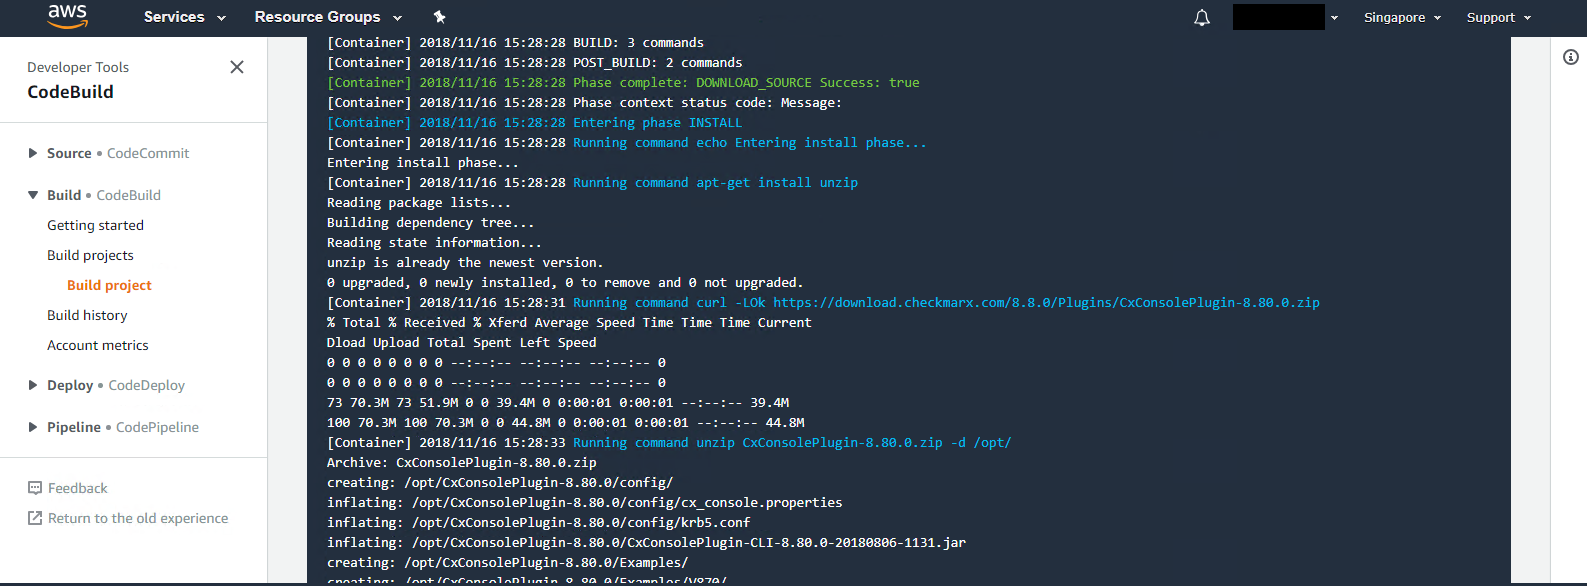 aws
Services
Resource Groups
Singapore
Support
Developer Tools
CodeBuild
Source • CodeCommit
Build • CodeBuild
Getting started
Build projects
Build project
Build history
Account metrics
Deploy • CodeDeploy
Pipeline • CodePipeline
Feedback
Return to the old experience
[Container] 2018/11/16 15:28:28 BUILD: 3 commands
[Container] 2018/11/16 15:28:28 POST_BUILD: 2 commands
[Container] 2018/11/16 15:28:28 Phase complete: DOWNLOAD_SOURCE Success: true
[Container] 2018/11/16 15:28:28 Phase context status code: Message:
[Container] 2018/11/16 15:28:28 Entering phase INSTALL
[Container] 2018/11/16 15:28:28 Running command echo Entering install phase...
Entering install phase...
[Container] 2018/11/16 15:28:28 Running command apt-get install unzip
Reading package lists...
Building dependency tree...
Reading state information...
unzip is already the newest version.
0 upgraded, 0 newly installed, 0 to remove and 0 not upgraded.
[Container] 2018/11/16 15:28:31 Running command curl -LOk https://download.checkmarx.com/8.8.0/Plugins/CxConsolePlugin-8.80.0.zip
% Total % Received % Xferd Average Speed Time Time Time Current
Dload Upload Total Spent Left Speed
0 0 0 0 0 0 0 0 --:--:-- --:--:-- --:--:-- 0
0 0 0 0 0 0 0 0 --:--:-- --:--:-- --:--:-- 0
73 70.3M 73 51.9M 0 0 39.4M 0 0:00:01 0:00:01 --:--:-- 39.4M
100 70.3M 100 70.3M 0 0 44.8M 0 0:00:01 0:00:01 --:--:-- 44.8M
[Container] 2018/11/16 15:28:33 Running command unzip CxConsolePlugin-8.80.0.zip -d /opt/
Archive: CxConsolePlugin-8.80.0.zip
creating: /opt/CxConsolePlugin-8.80.0/config/
inflating: /opt/CxConsolePlugin-8.80.0/config/cx_console.properties
inflating: /opt/CxConsolePlugin-8.80.0/config/krb5.conf
inflating: /opt/CxConsolePlugin-8.80.0/CxConsolePlugin-CLI-8.80.0-20180806-1131.jar
creating: /opt/CxConsolePlugin-8.80.0/Examples/
creating: /opt/CxConsolePlugin-8.80.0/Examples/V870/